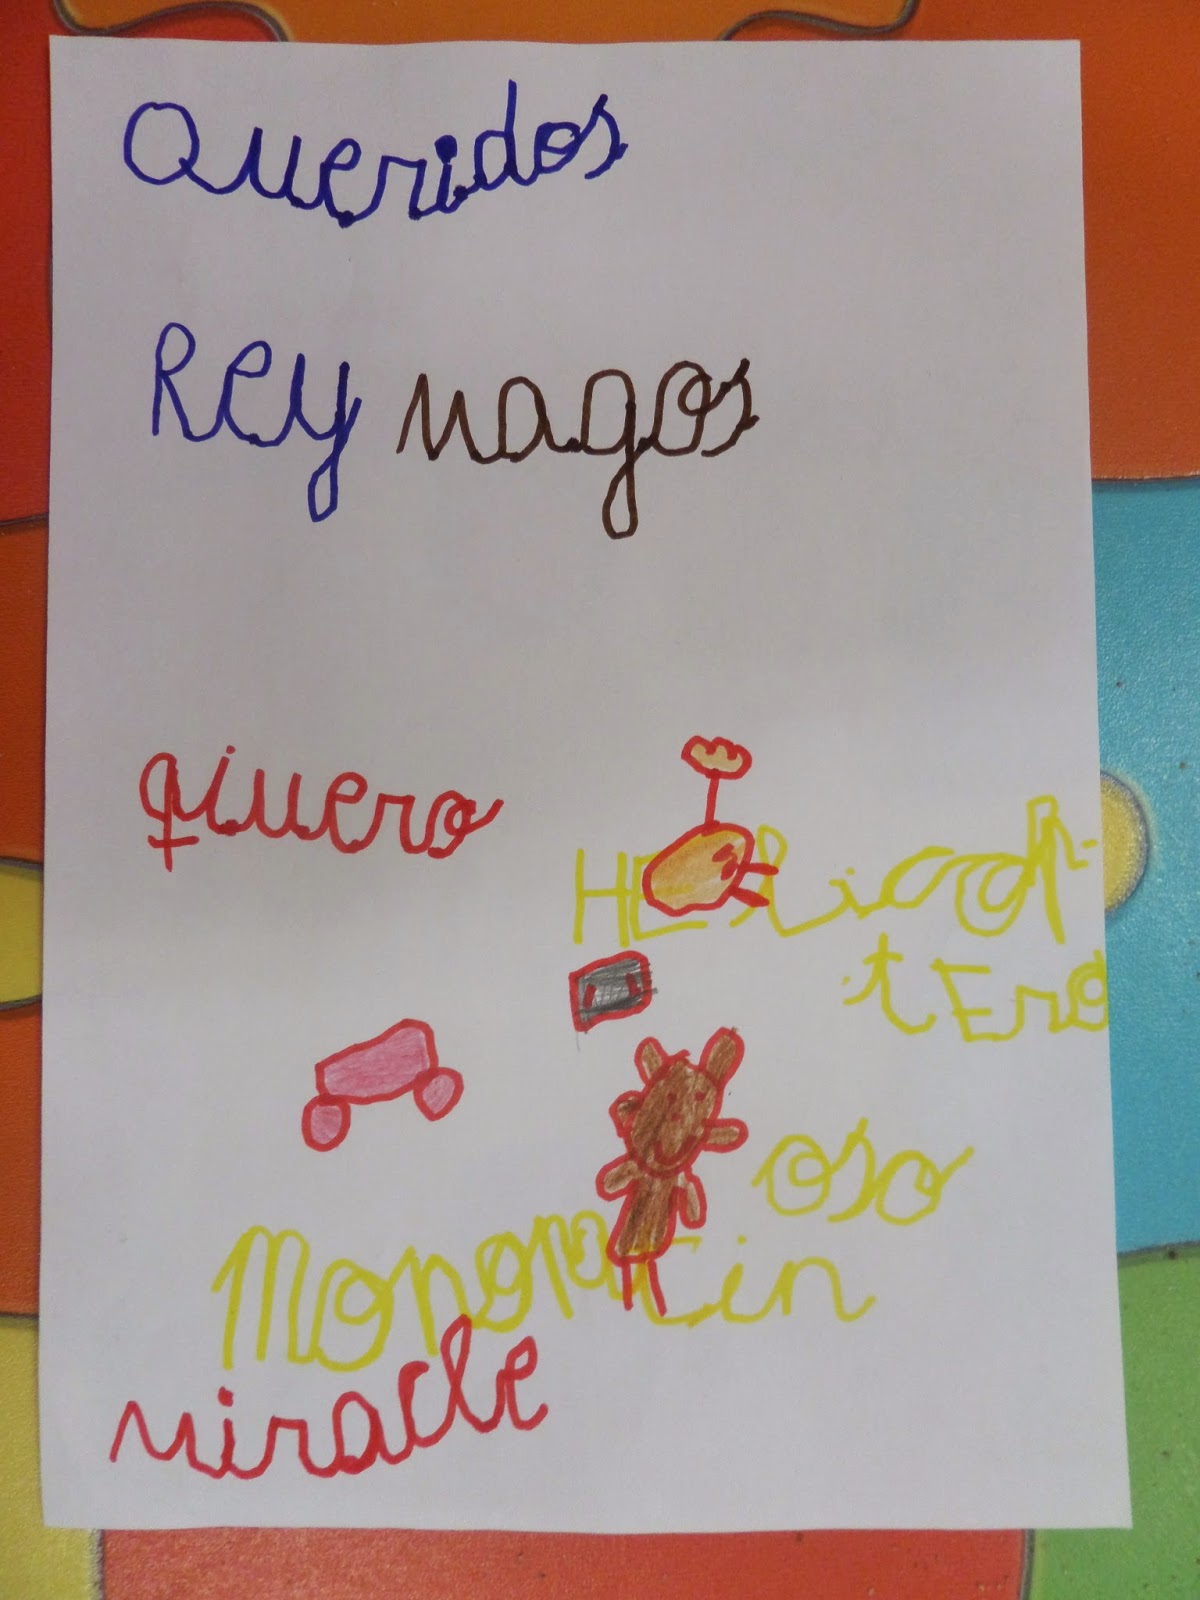 Queridos
Rey magos
qiuero
HElicop-
tEro
oso
Monopatin
miracle